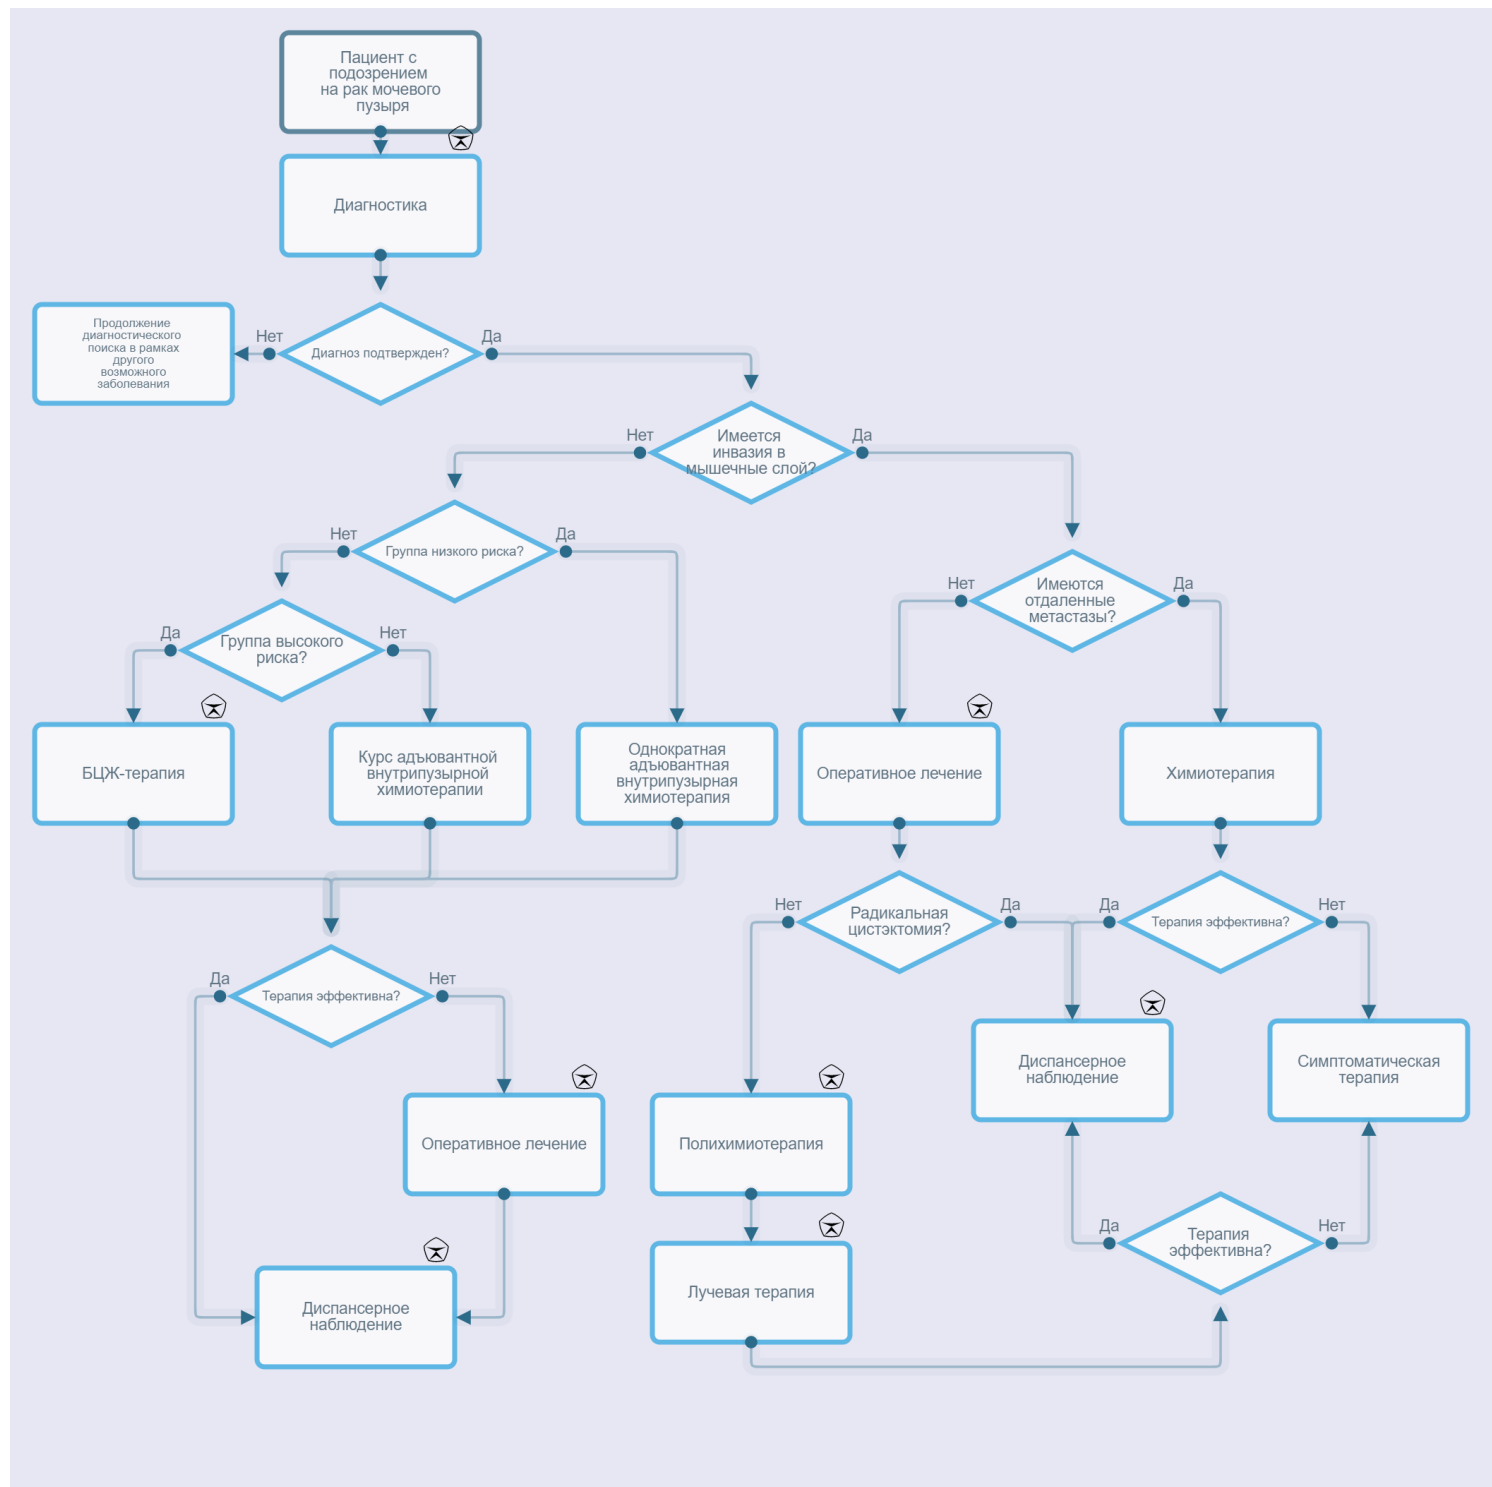 Пациент с
подозрением
на рак мочевого
пузыря
Диагностика
Диагноз подтвержден?
Нет
Да
Продолжение
диагностического
поиска в рамках
другого
возможного
заболевания
Имеется
инвазия в
мышечные слой?
Нет
Да
Группа низкого риска?
Нет
Да
Имеются
отдаленные
метастазы?
Нет
Да
Группа высокого
риска?
Да
Нет
БЦЖ-терапия
Курс адъювантной
внутрипузырной
химиотерапии
Однократная
адъювантная
внутрипузырная
химиотерапия
Оперативное лечение
Химиотерапия
Нет
Радикальная
цистэктомия?
Да
Да
Терапия эффективна?
Нет
Да
Терапия эффективна?
Нет
Диспансерное
наблюдение
Симптоматическая
терапия
Оперативное лечение
Полихимиотерапия
Да
Терапия
эффективна?
Нет
Лучевая терапия
Диспансерное
наблюдение